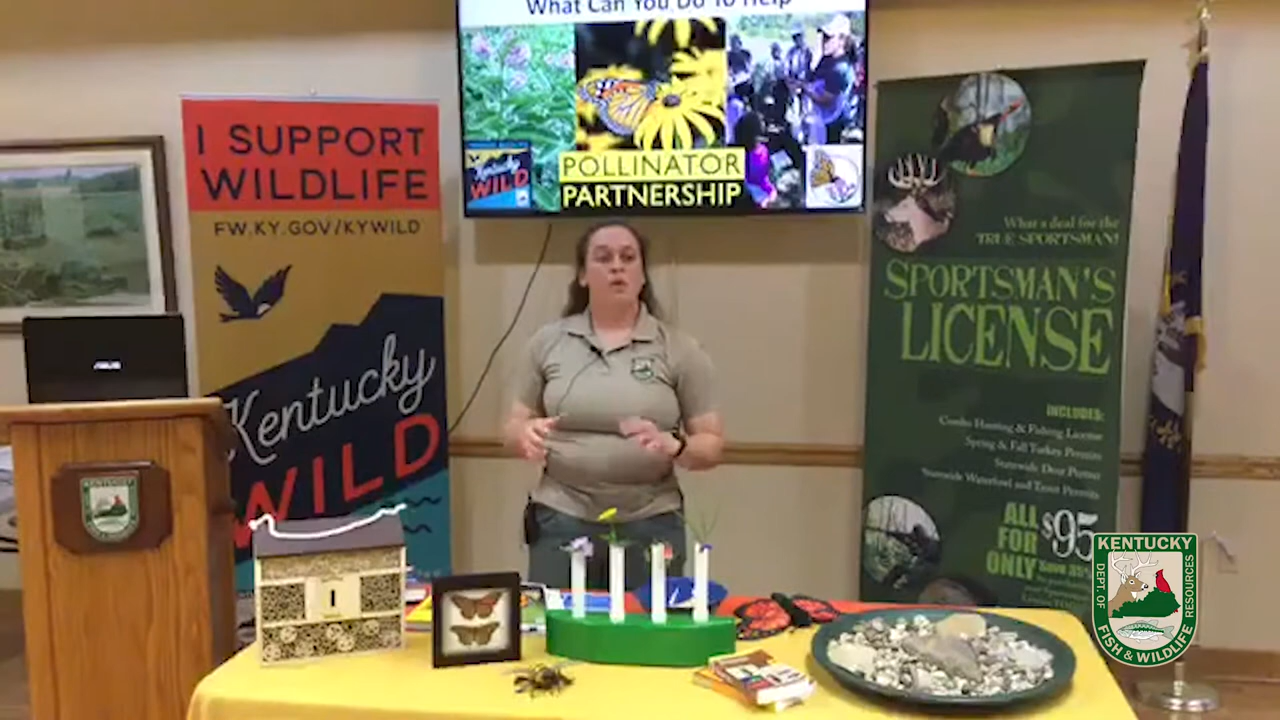 What Can You Do To Help
POLLINATOR
PARTNERSHIP
Kentucky
WILD
I SUPPORT
WILDLIFE
FW.KY.GOV/KYWILD
Kentucky
WILD
ASUS
What a deal for the
TRUE SPORTSMAN!
SPORTSMAN'S
LICENSE
INCLUDES:
Combo Hunting & Fishing License
Spring & Fall Turkey Permits
Statewide Deer Permit
Statewide Waterfowl and Trout Permits
ALL
FOR
ONLY
$95
KENTUCKY
DEPT. OF
FISH & WILDLIFE
RESOURCES